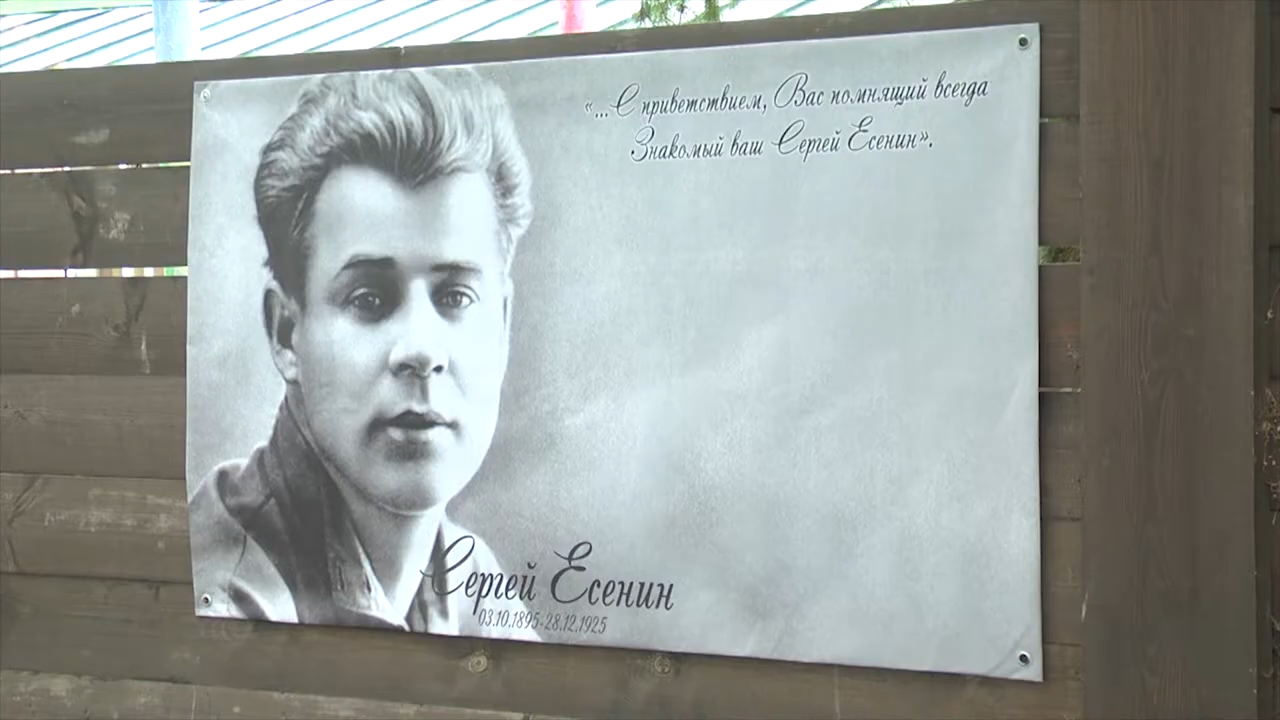 «... С приветствием, Вас помнящий всегда
Знакомый ваш Сергей Есенин».
Сергей Есенин
03.10.1895-28.12.1925